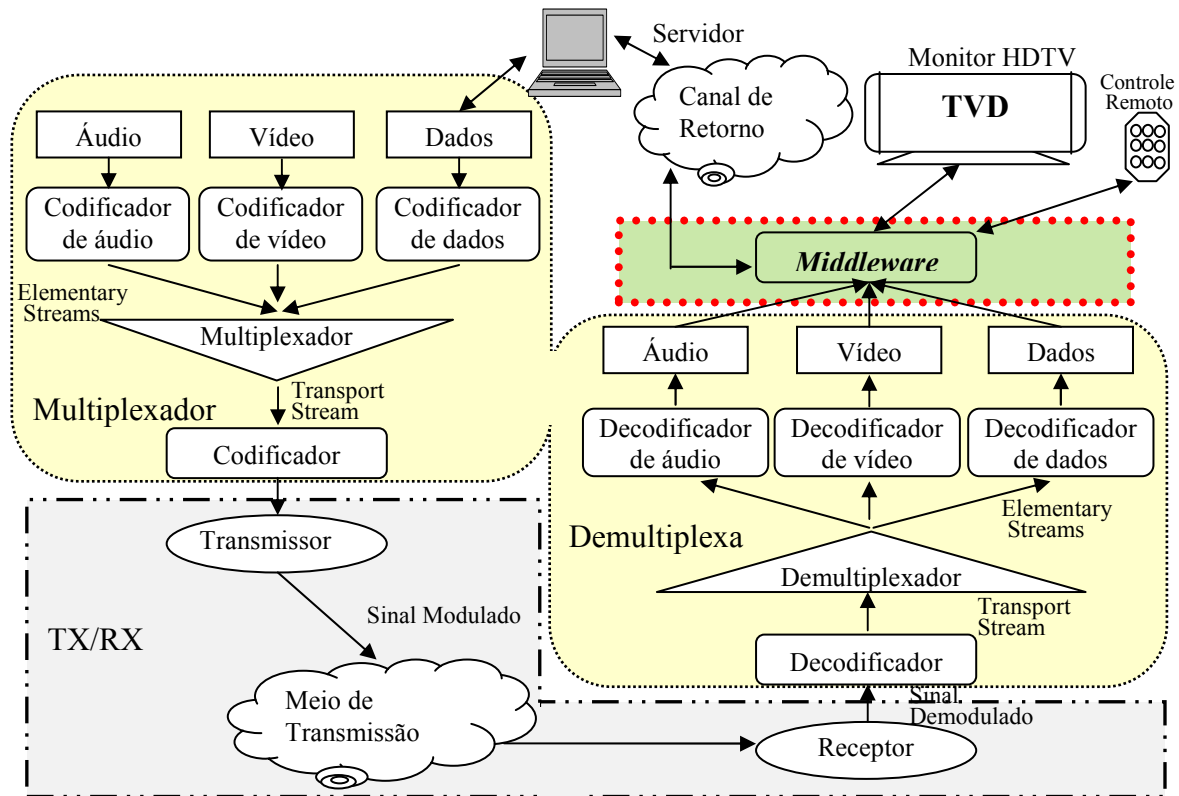 Servidor
Monitor HDTV
Controle
Remoto
Canal de
Retorno
TVD
Áudio
Vídeo
Dados
Codificador
de áudio
Codificador
de vídeo
Codificador
de dados
Middleware
Elementary
Streams
Multiplexador
Transport
Stream
Multiplexador
Codificador
Áudio
Vídeo
Dados
Decodificador
de áudio
Decodificador
de vídeo
Decodificador
de dados
Elementary
Streams
Demultiplexa
Demultiplexador
Transport
Stream
Decodificador
Transmissor
Sinal Modulado
TX/RX
Meio de
Transmissão
Sinal
Demodulado
Receptor